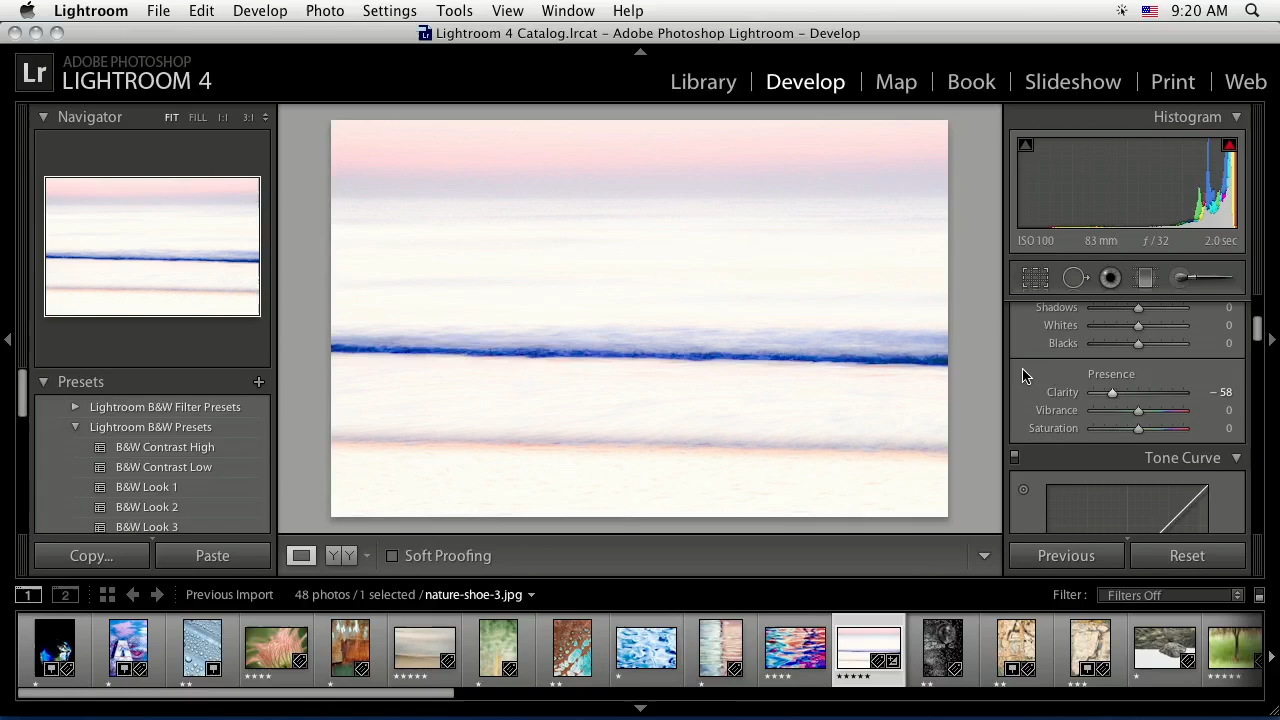 Lightroom File Edit Develop Photo Settings Tools View Window Help 9:20 AM
Lr Lightroom 4 Catalog.lrcat – Adobe Photoshop Lightroom – Develop
Lr ADOBE PHOTOSHOP
LIGHTROOM 4
Library | Develop | Map | Book | Slideshow | Print | Web
Navigator FIT FILL 1:1 3:1
Histogram
ISO 100 83 mm ƒ / 32 2.0 sec
Shadows 0
Whites 0
Blacks 0
Presence
Clarity – 58
Vibrance 0
Saturation 0
Tone Curve
Presets +
Lightroom B&W Filter Presets
Lightroom B&W Presets
B&W Contrast High
B&W Contrast Low
B&W Look 1
B&W Look 2
B&W Look 3
Copy... Paste
Y Y Soft Proofing
Previous Reset
1 2 Previous Import 48 photos / 1 selected / nature-shoe-3.jpg Filter : Filters Off